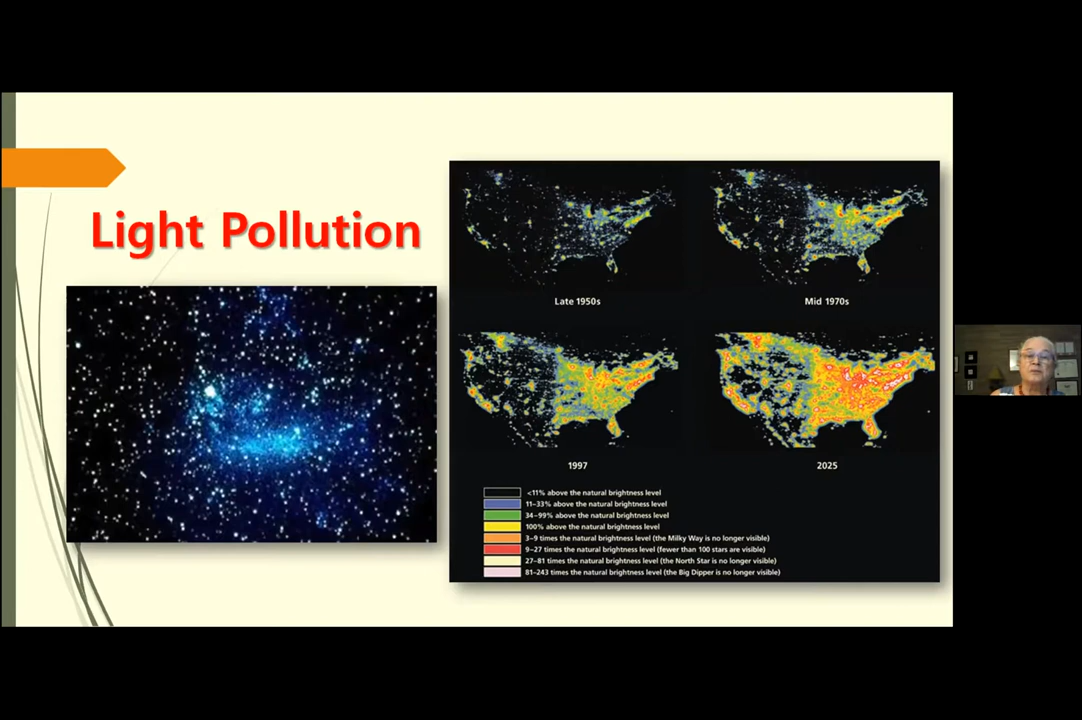 Light Pollution
Late 1950s
Mid 1970s
1997
2025
<11% above the natural brightness level
11–33% above the natural brightness level
34–99% above the natural brightness level
100% above the natural brightness level
3–9 times the natural brightness level (the Milky Way is no longer visible)
9–27 times the natural brightness level (fewer than 100 stars are visible)
27–81 times the natural brightness level (the North Star is no longer visible)
81–243 times the natural brightness level (the Big Dipper is no longer visible)